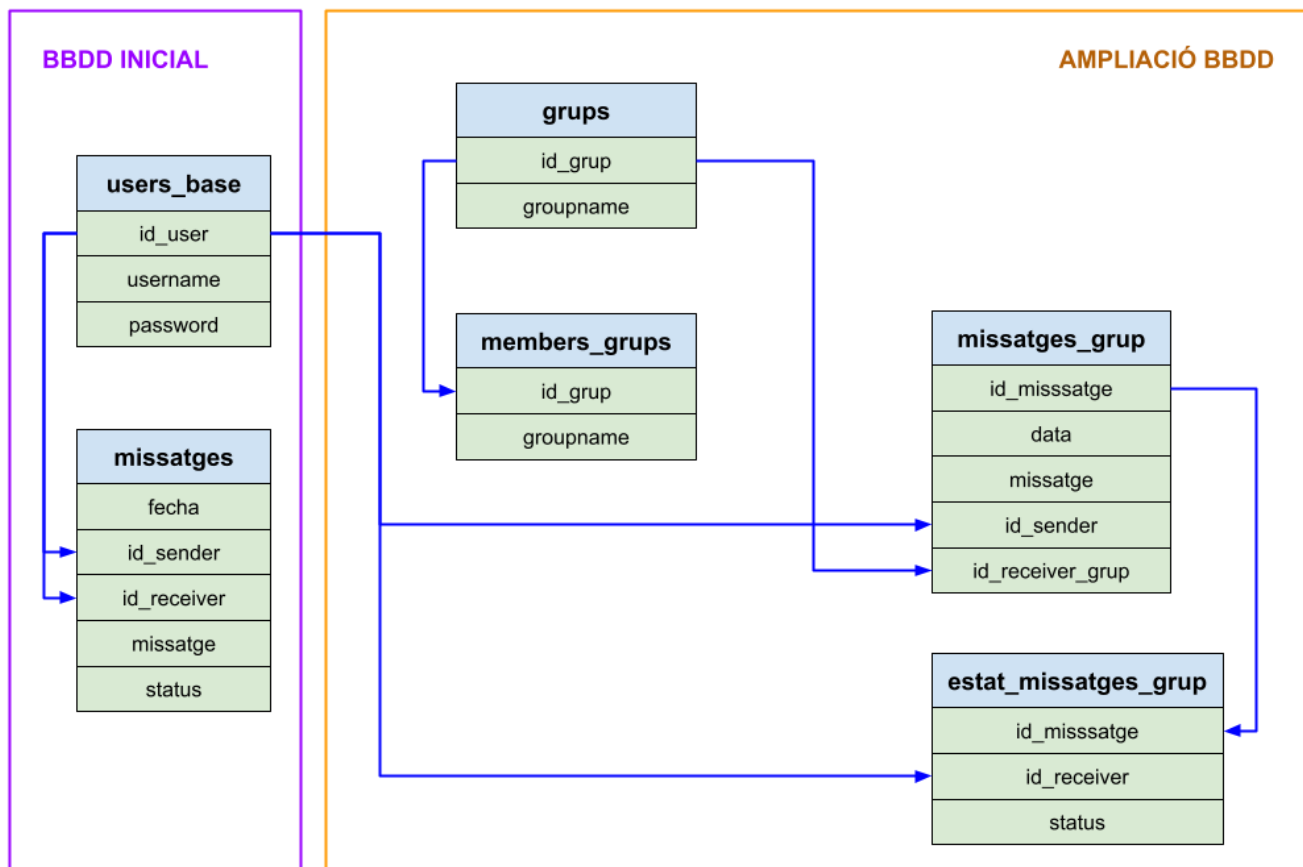 BBDD INICIAL
users_base
id_user
username
password
missatges
fecha
id_sender
id_receiver
missatge
status
AMPLIACIÓ BBDD
grups
id_grup
groupname
members_grups
id_grup
groupname
missatges_grup
id_misssatge
data
missatge
id_sender
id_receiver_grup
estat_missatges_grup
id_misssatge
id_receiver
status